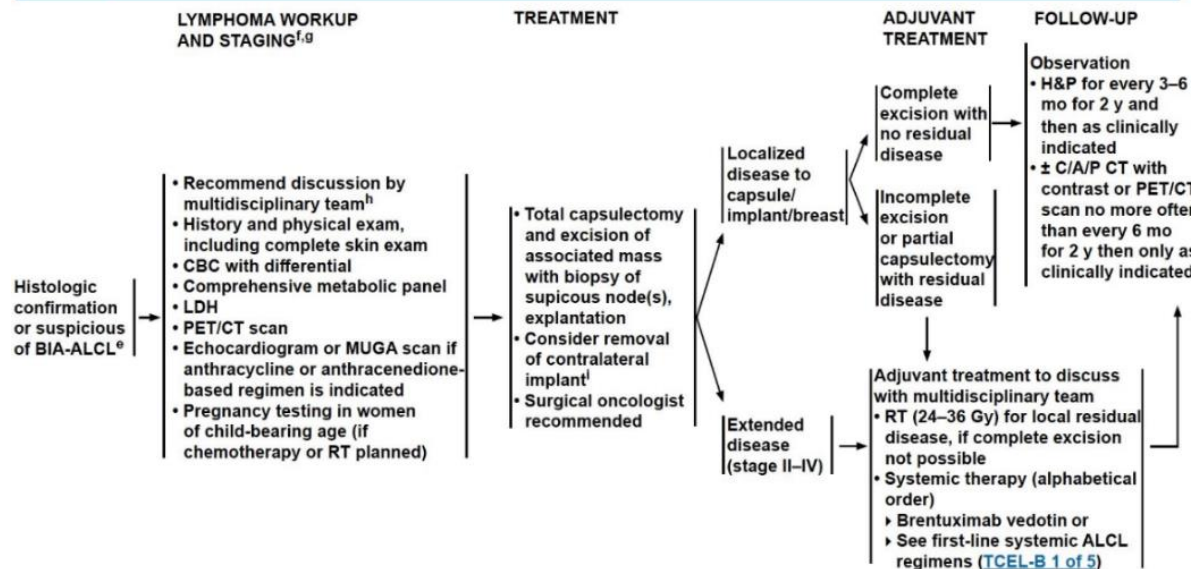 LYMPHOMA WORKUP
AND STAGINGf,g
TREATMENT
ADJUVANT
TREATMENT
FOLLOW-UP
Histologic
confirmation
or suspicious
of BIA-ALCLe
• Recommend discussion by
multidisciplinary teamh
• History and physical exam,
including complete skin exam
• CBC with differential
• Comprehensive metabolic panel
• LDH
• PET/CT scan
• Echocardiogram or MUGA scan if
anthracycline or anthracenedione-
based regimen is indicated
• Pregnancy testing in women
of child-bearing age (if
chemotherapy or RT planned)
• Total capsulectomy
and excision of
associated mass
with biopsy of
supicous node(s),
explantation
• Consider removal
of contralateral
implanti
• Surgical oncologist
recommended
Localized
disease to
capsule/
implant/breast
Extended
disease
(stage II–IV)
Complete
excision with
no residual
disease
Incomplete
excision
or partial
capsulectomy
with residual
disease
Adjuvant treatment to discuss
with multidisciplinary team
• RT (24–36 Gy) for local residual
disease, if complete excision
not possible
• Systemic therapy (alphabetical
order)
▸ Brentuximab vedotin or
▸ See first-line systemic ALCL
regimens (TCEL-B 1 of 5)
Observation
• H&P for every 3–6
mo for 2 y and
then as clinically
indicated
• ± C/A/P CT with
contrast or PET/CT
scan no more often
than every 6 mo
for 2 y then only as
clinically indicated